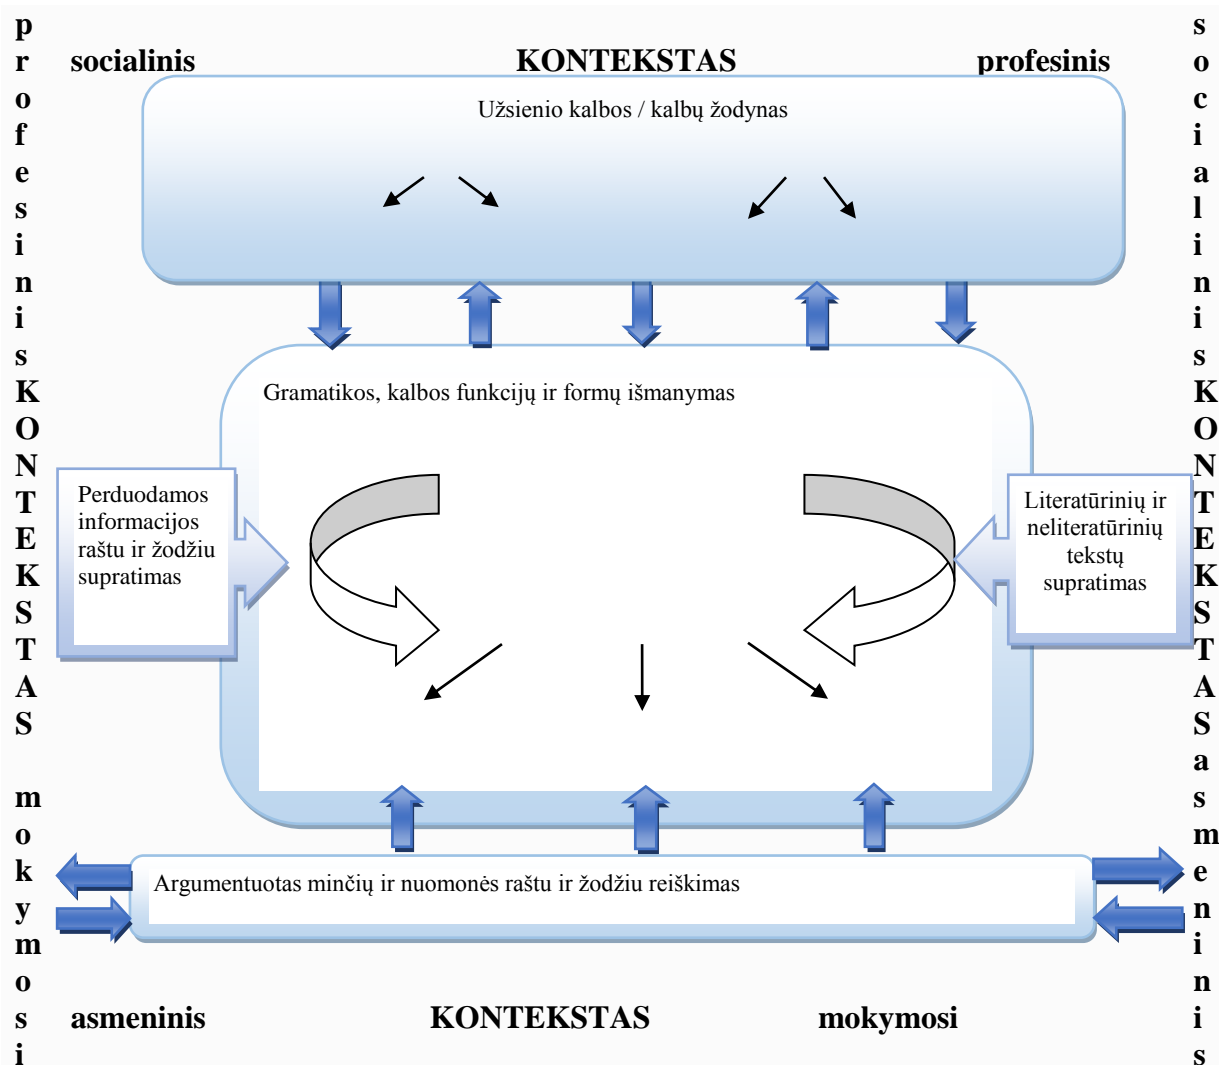 profesinis KONTEKSTAS mokymosi
socialinis KONTEKSTAS profesinis
Užsienio kalbos / kalbų žodynas
Gramatikos, kalbos funkcijų ir formų išmanymas
Perduodamos
informacijos
raštu ir žodžiu
supratimas
Literatūrinių ir
neliteratūrinių
tekstų
supratimas
Argumentuotas minčių ir nuomonės raštu ir žodžiu reiškimas
asmeninis KONTEKSTAS mokymosi
socialinis KONTEKSTAS asmeninis